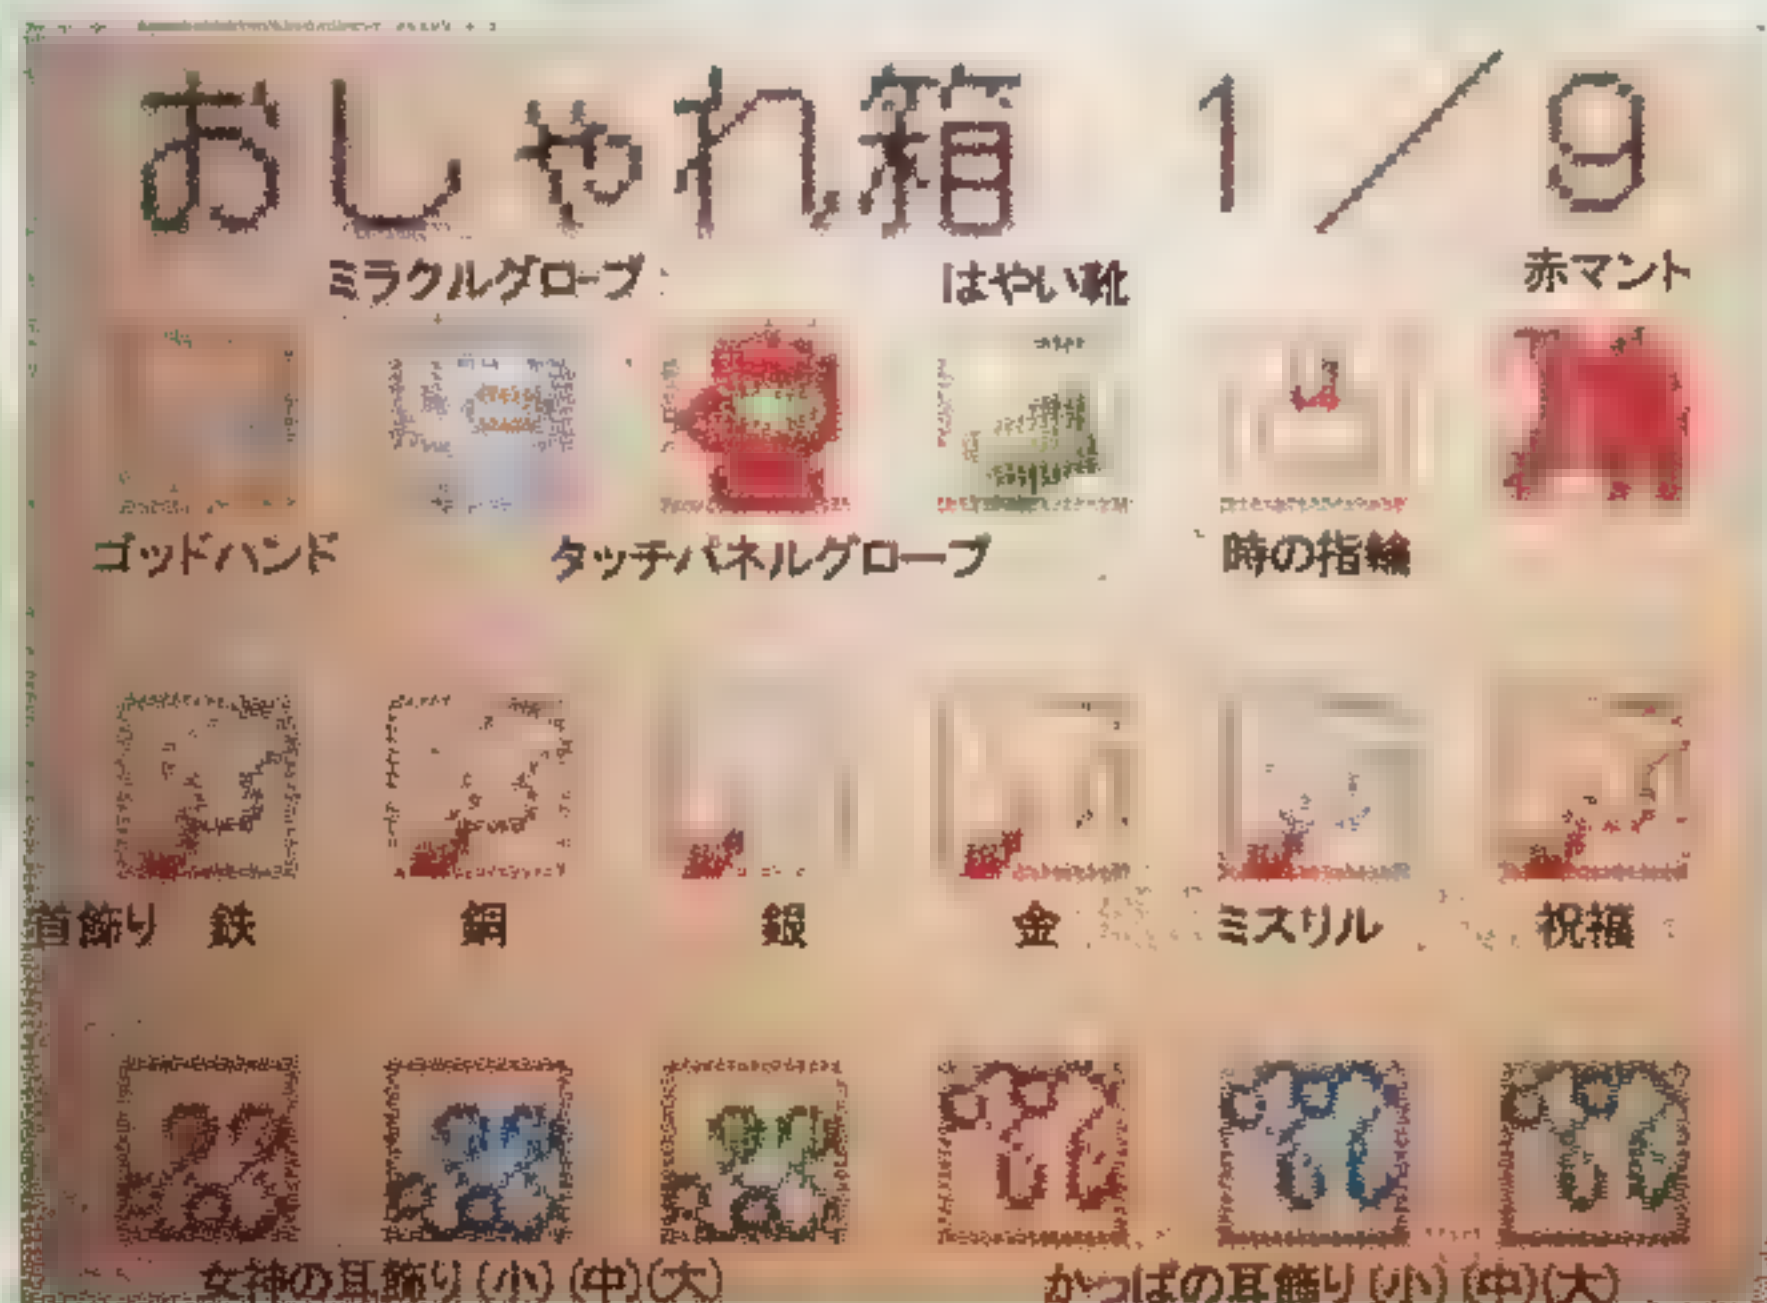 おしゃれ箱 1/9
ミラクルグローブ はやい靴 赤マント
ゴッドハンド タッチパネルグローブ 時の指輪
首飾り 鉄 銅 銀 金 ミスリル 祝福
女神の耳飾り(小)(中)(大) かっぱの耳飾り(小)(中)(大)